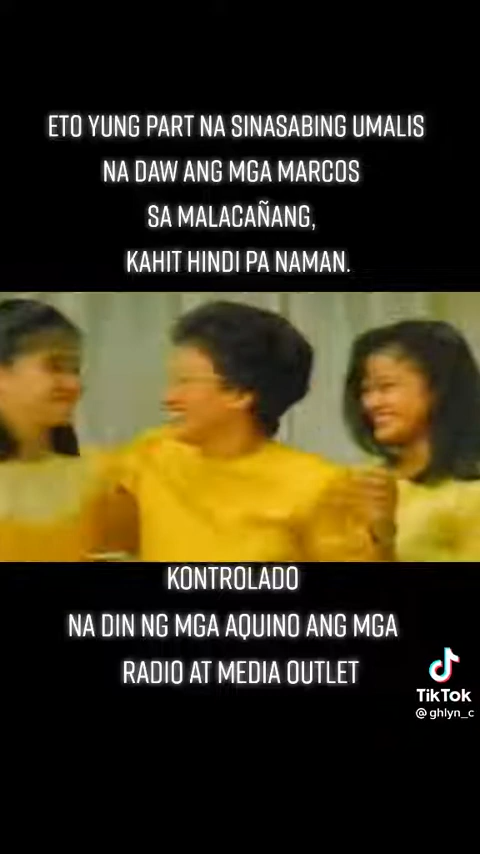 ETO YUNG PART NA SINASABING UMALIS
NA DAW ANG MGA MARCOS
SA MALACAÑANG,
KAHIT HINDI PA NAMAN.
KONTROLADO
NA DIN NG MGA AQUINO ANG MGA
RADIO AT MEDIA OUTLET
TikTok
@ghlyn_c